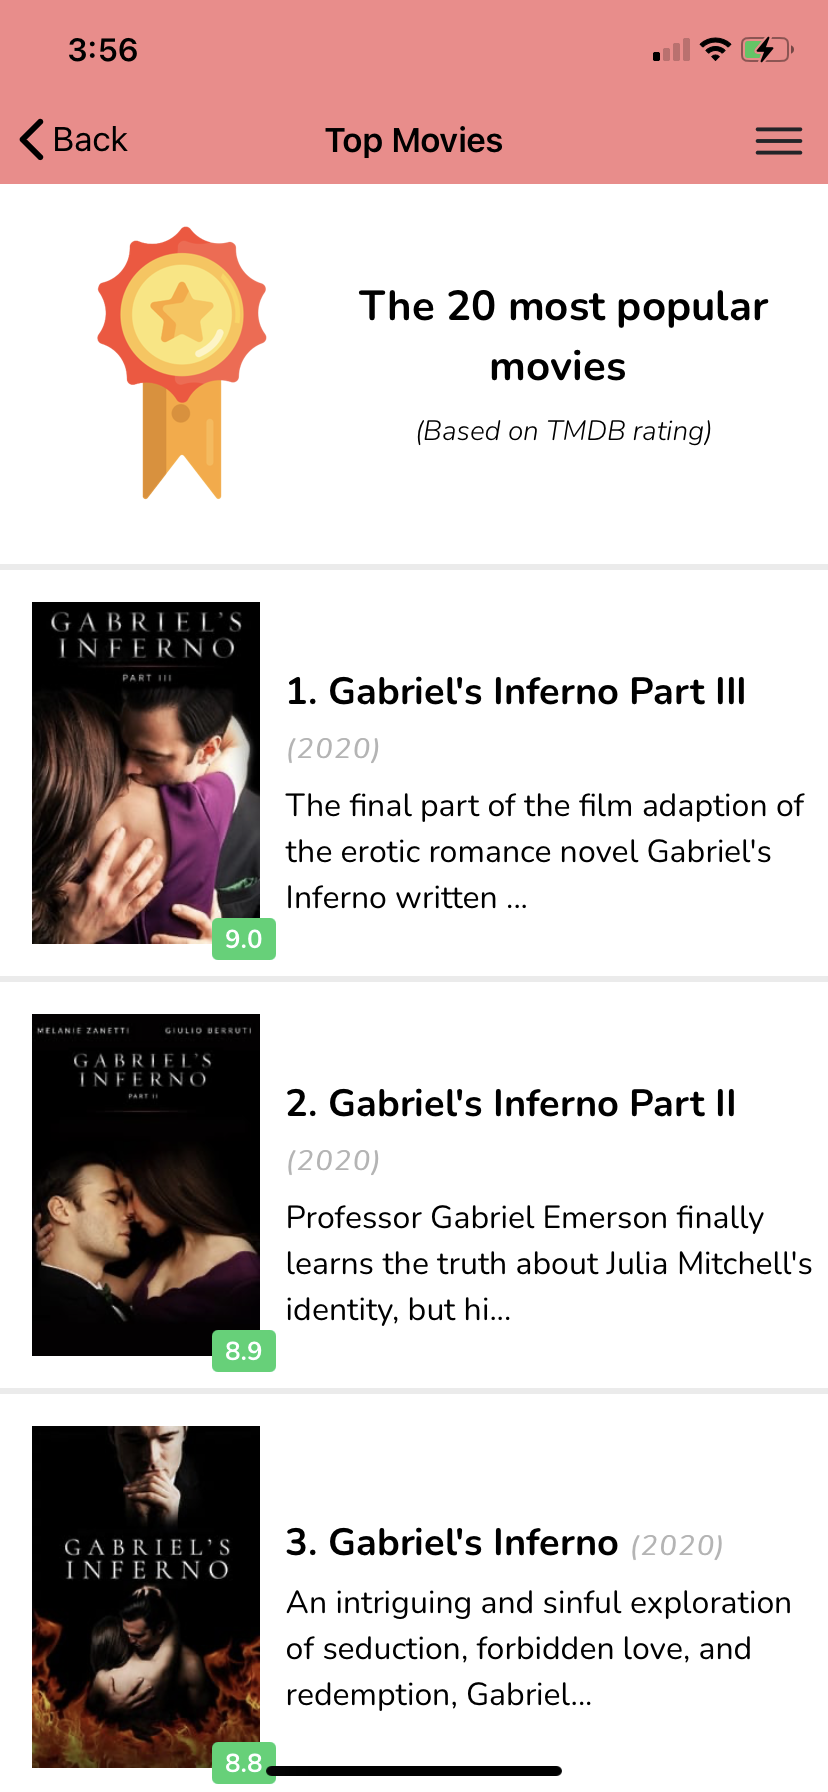 3:56
Back
Top Movies
The 20 most popular
movies
(Based on TMDB rating)
GABRIEL'S
INFERNO
PART III
9.0
1. Gabriel's Inferno Part III
(2020)
The final part of the film adaption of
the erotic romance novel Gabriel's
Inferno written ...
MELANIE ZANETTI GIULIO BERRUTI
GABRIEL'S
INFERNO
PART II
8.9
2. Gabriel's Inferno Part II
(2020)
Professor Gabriel Emerson finally
learns the truth about Julia Mitchell's
identity, but hi...
GABRIEL'S
INFERNO
8.8
3. Gabriel's Inferno (2020)
An intriguing and sinful exploration
of seduction, forbidden love, and
redemption, Gabriel...